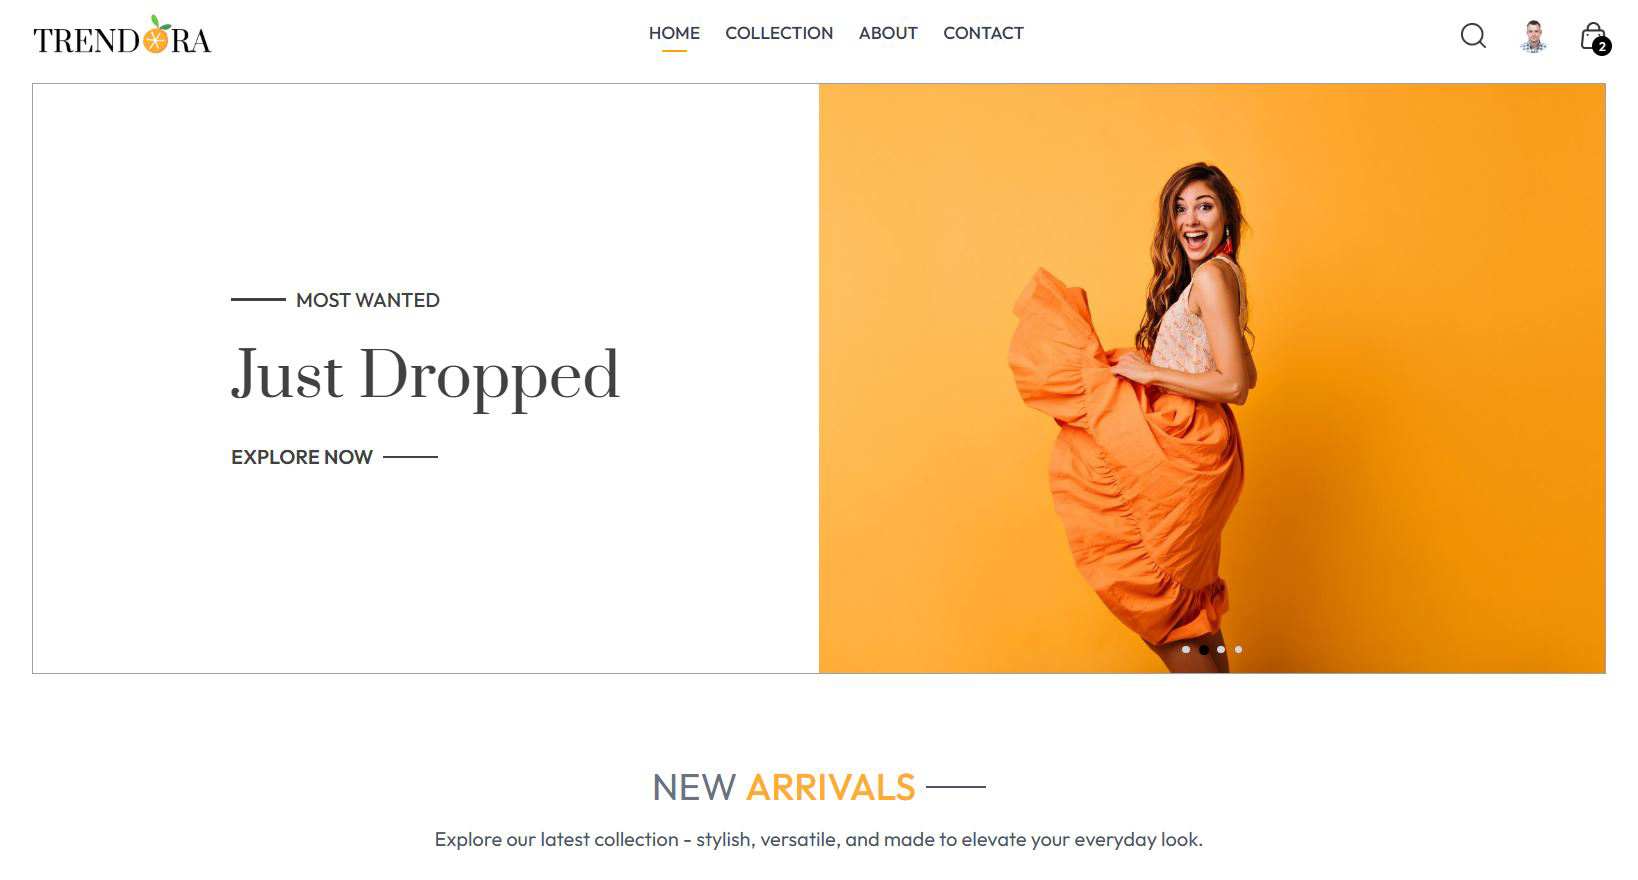 TRENDORA
HOME COLLECTION ABOUT CONTACT
2
MOST WANTED
Just Dropped
EXPLORE NOW
NEW ARRIVALS
Explore our latest collection - stylish, versatile, and made to elevate your everyday look.